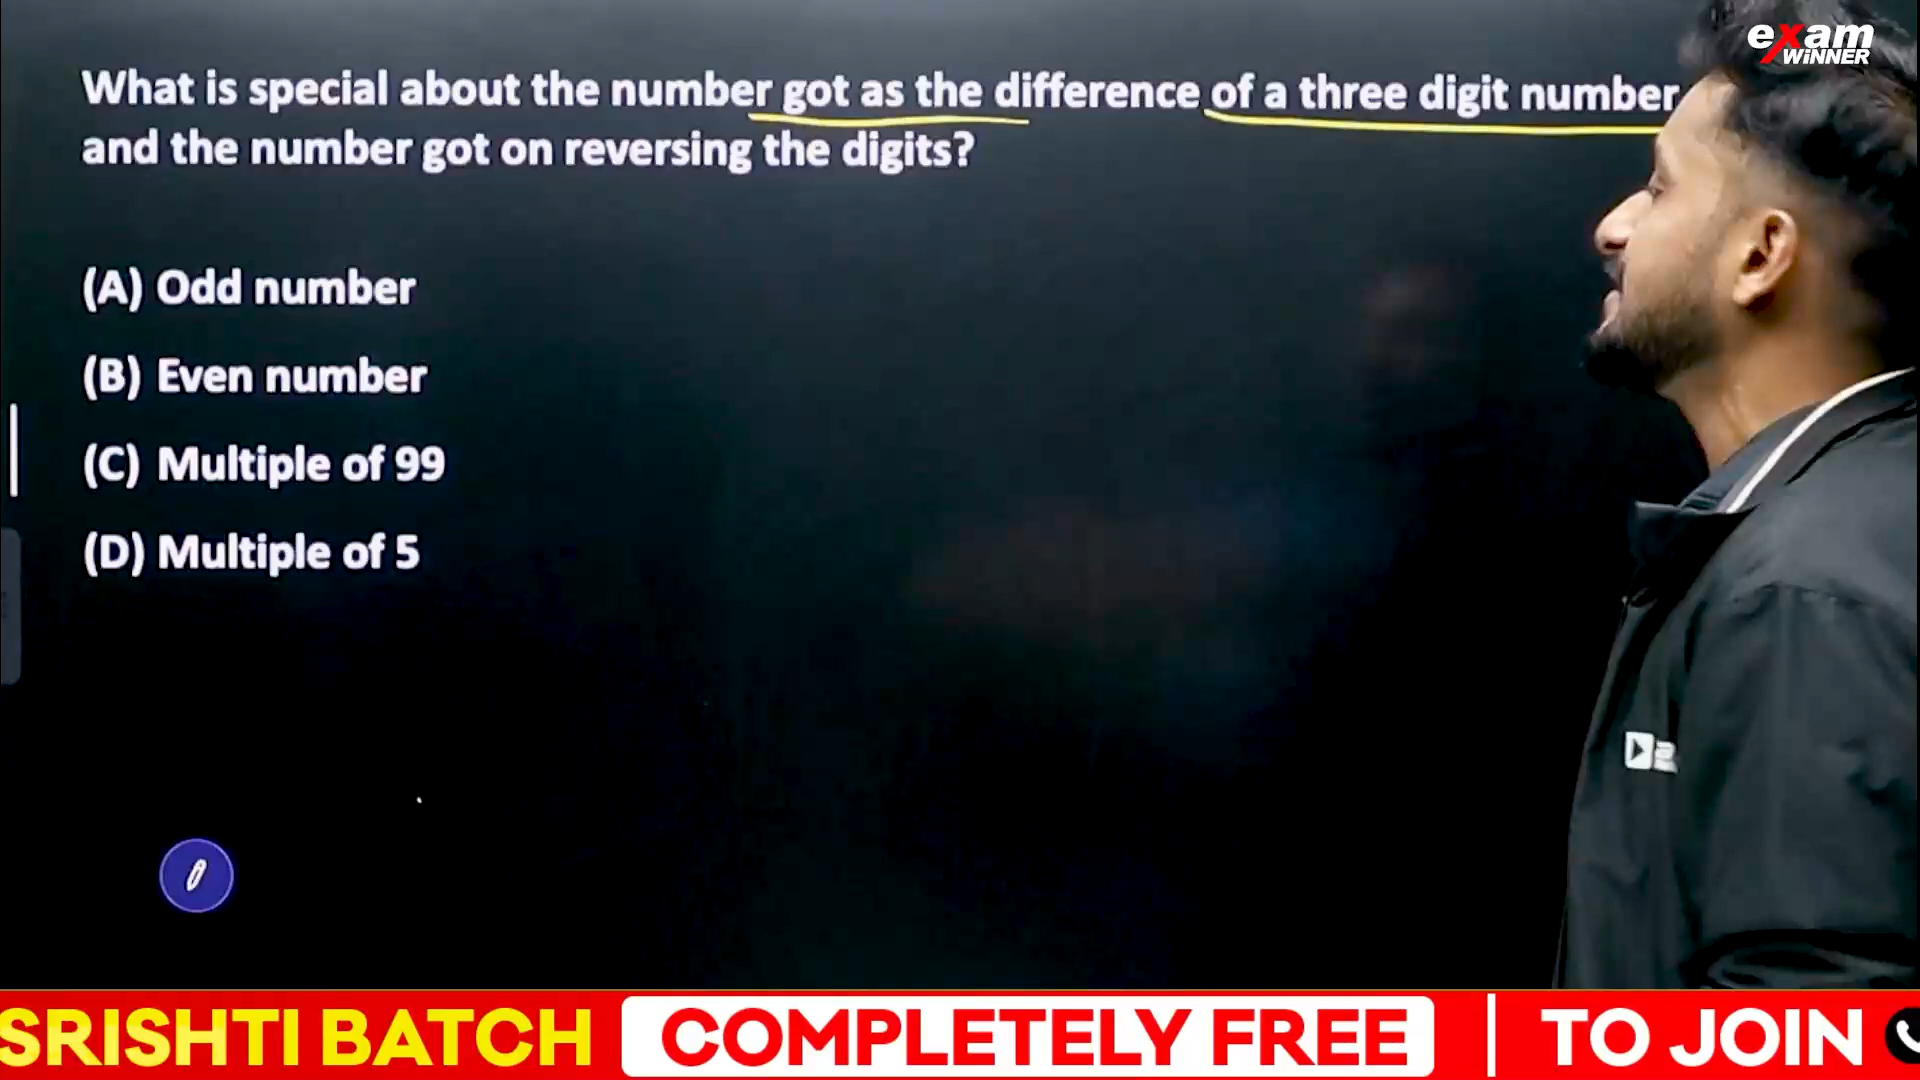 exam
WiNNER
What is special about the number got as the difference of a three digit number
and the number got on reversing the digits?
(A) Odd number
(B) Even number
(C) Multiple of 99
(D) Multiple of 5
SRISHTI BATCH COMPLETELY FREE TO JOIN